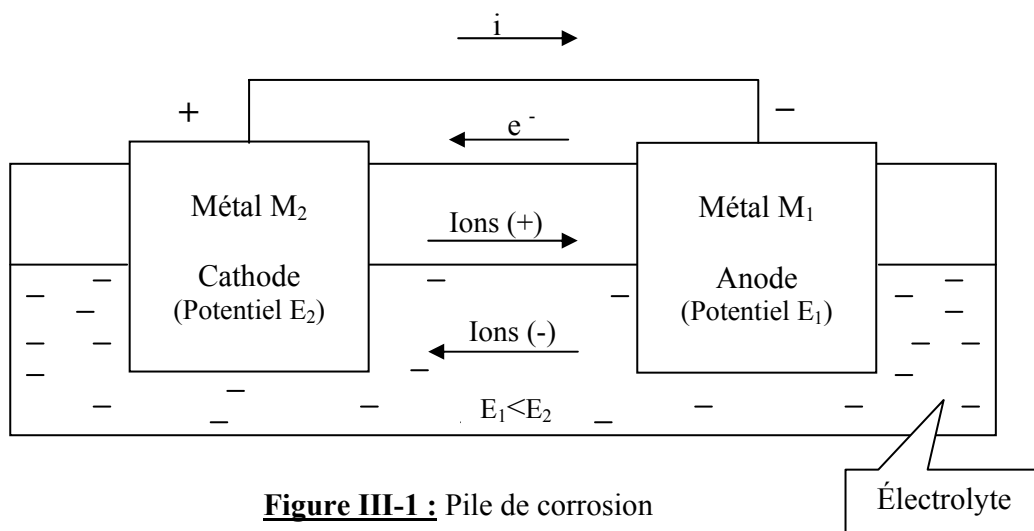 i
+
−
e -
Métal M₂
Métal M₁
Ions (+)
Cathode
Anode
(Potentiel E₂)
(Potentiel E₁)
Ions (-)
E₁<E₂
Électrolyte
Figure III-1 : Pile de corrosion